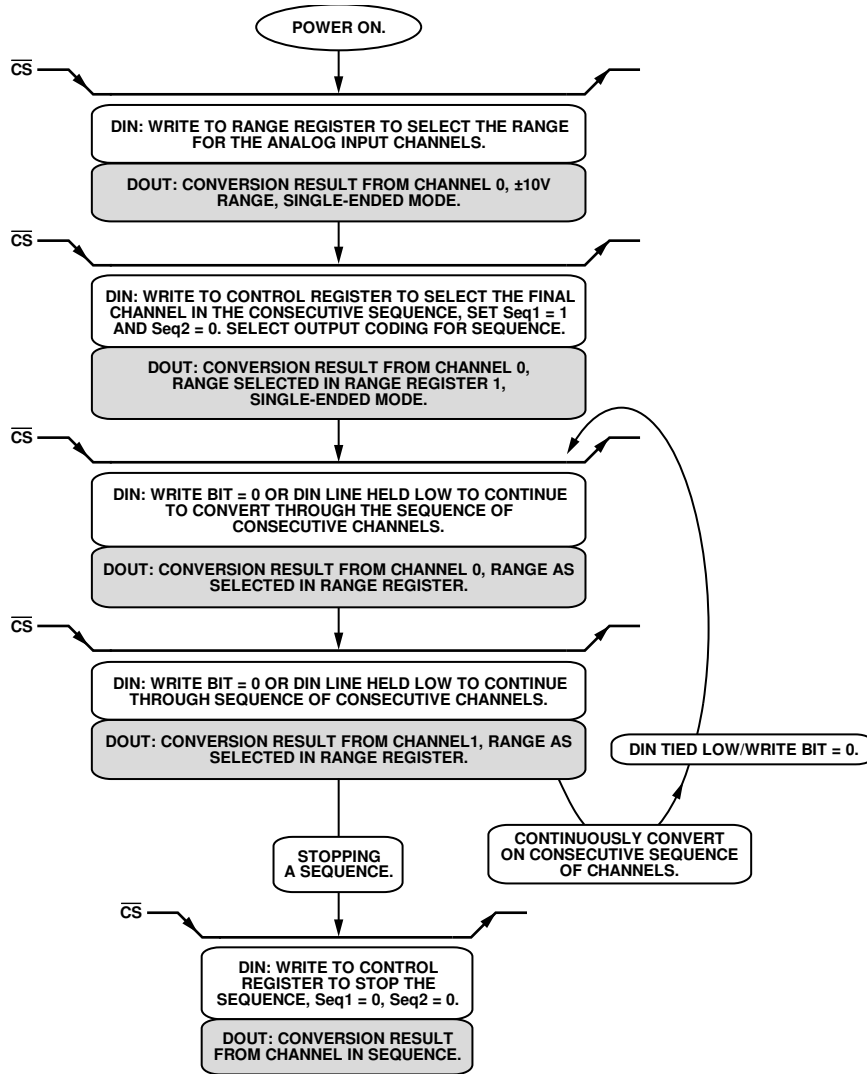 POWER ON.
CS
DIN: WRITE TO RANGE REGISTER TO SELECT THE RANGE
FOR THE ANALOG INPUT CHANNELS.
DOUT: CONVERSION RESULT FROM CHANNEL 0, ±10V
RANGE, SINGLE-ENDED MODE.
CS
DIN: WRITE TO CONTROL REGISTER TO SELECT THE FINAL
CHANNEL IN THE CONSECUTIVE SEQUENCE, SET Seq1 = 1
AND Seq2 = 0. SELECT OUTPUT CODING FOR SEQUENCE.
DOUT: CONVERSION RESULT FROM CHANNEL 0,
RANGE SELECTED IN RANGE REGISTER 1,
SINGLE-ENDED MODE.
CS
DIN: WRITE BIT = 0 OR DIN LINE HELD LOW TO CONTINUE
TO CONVERT THROUGH THE SEQUENCE OF
CONSECUTIVE CHANNELS.
DOUT: CONVERSION RESULT FROM CHANNEL 0, RANGE AS
SELECTED IN RANGE REGISTER.
CS
DIN: WRITE BIT = 0 OR DIN LINE HELD LOW TO CONTINUE
THROUGH SEQUENCE OF CONSECUTIVE CHANNELS.
DOUT: CONVERSION RESULT FROM CHANNEL1, RANGE AS
SELECTED IN RANGE REGISTER.
DIN TIED LOW/WRITE BIT = 0.
STOPPING
A SEQUENCE.
CONTINUOUSLY CONVERT
ON CONSECUTIVE SEQUENCE
OF CHANNELS.
CS
DIN: WRITE TO CONTROL
REGISTER TO STOP THE
SEQUENCE, Seq1 = 0, Seq2 = 0.
DOUT: CONVERSION RESULT
FROM CHANNEL IN SEQUENCE.